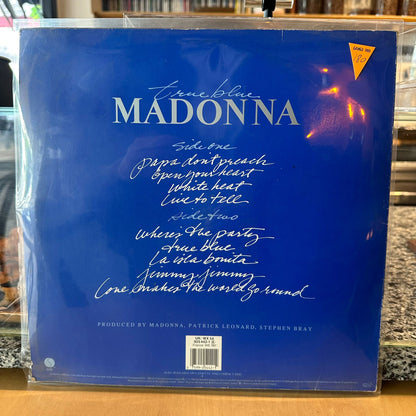 true blue
MADONNA
Side one
papa don't preach
open your heart
White heat
Live to tell
Side two
Where's the party
true blue
La isla bonita
Jimmy Jimmy
Love makes the world go round
PRODUCED BY MADONNA, PATRICK LEONARD, STEPHEN BRAY
180